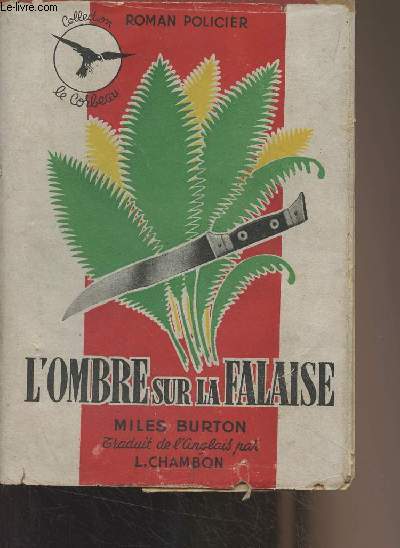 Le-livre.com
Collection
le Corbeau
ROMAN POLICIER
L'OMBRE SUR LA FALAISE
MILES BURTON
Traduit de l'Anglais par
L.CHAMBON